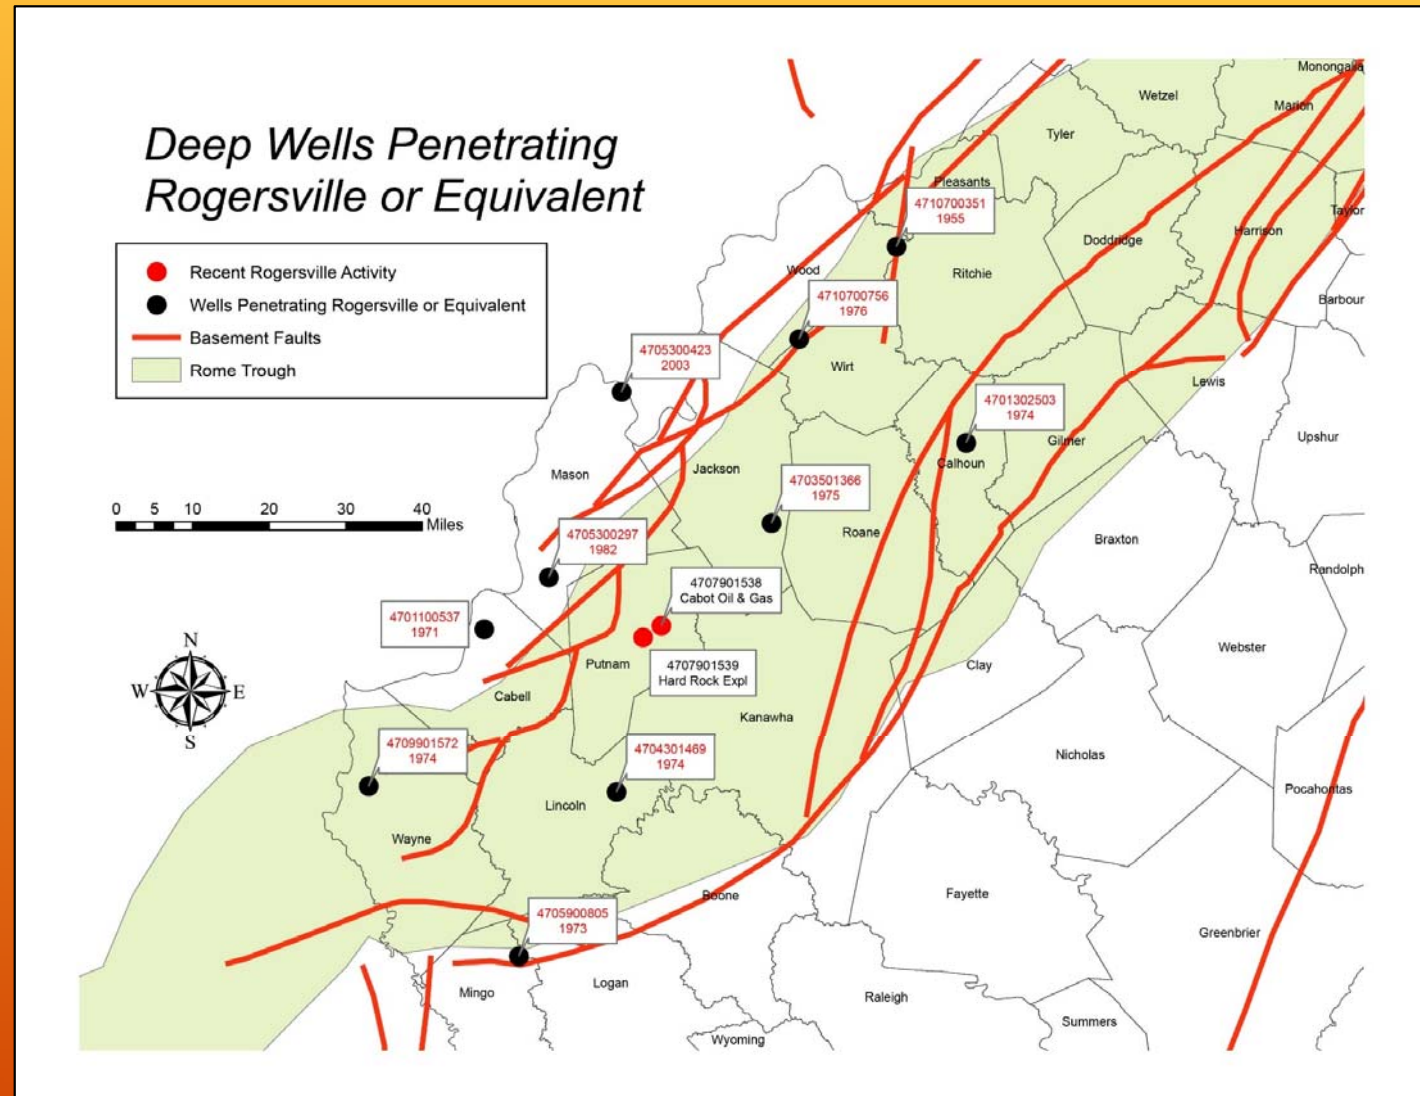 Deep Wells Penetrating
Rogersville or Equivalent
Recent Rogersville Activity
Wells Penetrating Rogersville or Equivalent
Basement Faults
Rome Trough
0 5 10 20 30 40
Miles
N
W E
S
Monongalia
Wetzel
Marion
Tyler
Pleasants
4710700351
1955
Taylor
Harrison
Doddridge
Wood
Ritchie
4710700756
1976
Barbour
4705300423
2003
Wirt
Lewis
4701302503
1974
Upshur
Gilmer
Calhoun
Jackson
Mason
4703501366
1975
Roane
4705300297
1982
Braxton
Randolph
4707901538
Cabot Oil & Gas
4701100537
1971
Webster
Putnam
Clay
4707901539
Hard Rock Expl
Cabell
Kanawha
4709901572
1974
4704301469
1974
Nicholas
Pocahontas
Lincoln
Wayne
Boone
Fayette
4705900805
1973
Greenbrier
Logan
Mingo
Raleigh
Summers
Wyoming